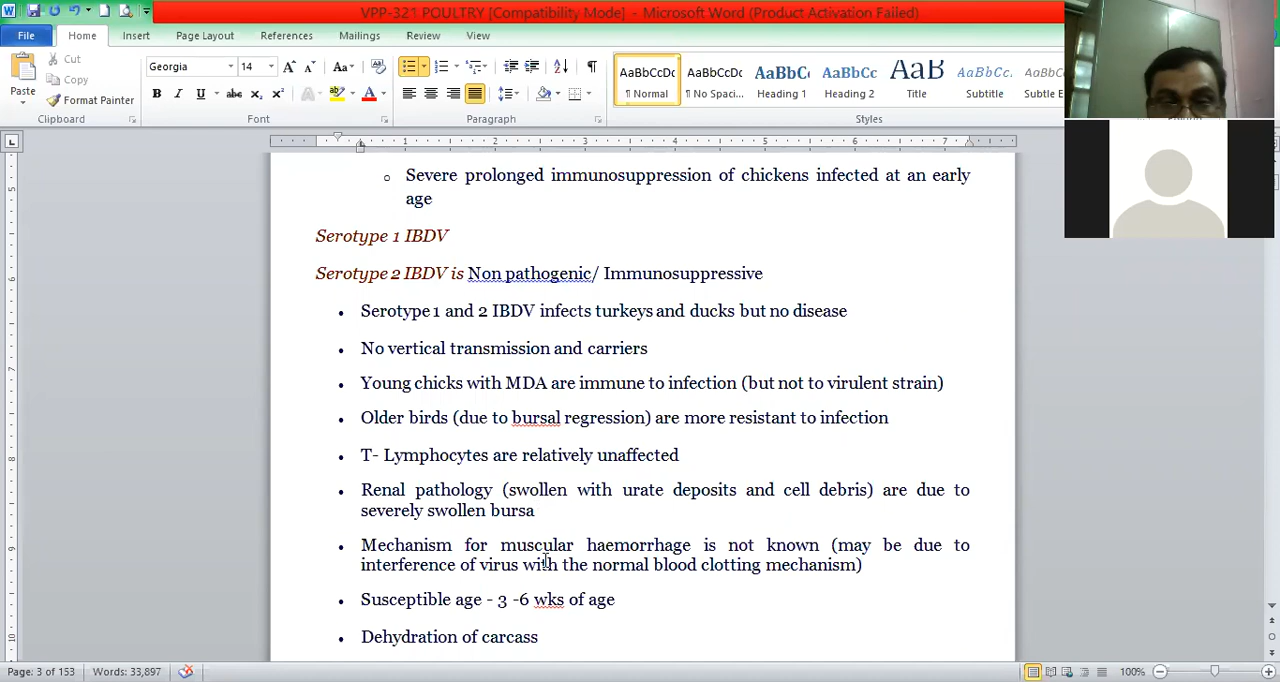 VPP-321 POULTRY [Compatibility Mode] - Microsoft Word (Product Activation Failed)
File Home Insert Page Layout References Mailings Review View
Paste
Cut
Copy
Format Painter
Clipboard
Georgia 14
Font
Paragraph
AaBbCcDc AaBbCcDc AaBbC AaBbCc AaB AaBbCc. AaBbCc
¶ Normal ¶ No Spaci... Heading 1 Heading 2 Title Subtitle Subtle E
Styles
1 2 3 4 5 6 7
Severe prolonged immunosuppression of chickens infected at an early
age
Serotype 1 IBDV
Serotype 2 IBDV is Non pathogenic/ Immunosuppressive
Serotype 1 and 2 IBDV infects turkeys and ducks but no disease
No vertical transmission and carriers
Young chicks with MDA are immune to infection (but not to virulent strain)
Older birds (due to bursal regression) are more resistant to infection
T- Lymphocytes are relatively unaffected
Renal pathology (swollen with urate deposits and cell debris) are due to
severely swollen bursa
Mechanism for muscular haemorrhage is not known (may be due to
interference of virus with the normal blood clotting mechanism)
Susceptible age - 3 -6 wks of age
Dehydration of carcass
Page: 3 of 153 Words: 33,897 100%